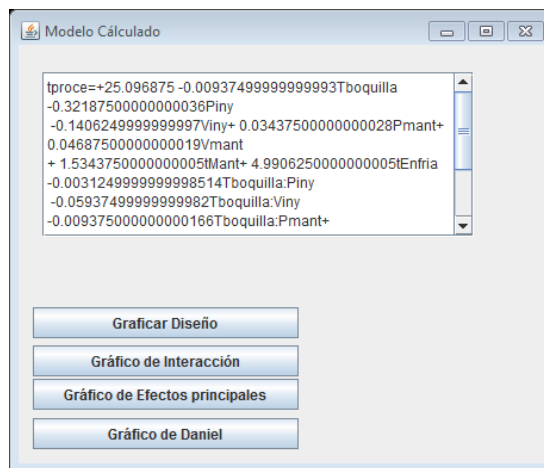 Modelo Cálculado
tproce=+25.096875 -0.00937499999999993Tboquilla
-0.32187500000000036Piny
-0.1406249999999997Viny+ 0.03437500000000028Pmant+
0.04687500000000019Vmant
+ 1.5343750000000005tMant+ 4.9906250000000005tEnfria
-0.0031249999999998514Tboquilla:Piny
-0.05937499999999982Tboquilla:Viny
-0.009375000000000166Tboquilla:Pmant+
Graficar Diseño
Gráfico de Interacción
Gráfico de Efectos principales
Gráfico de Daniel